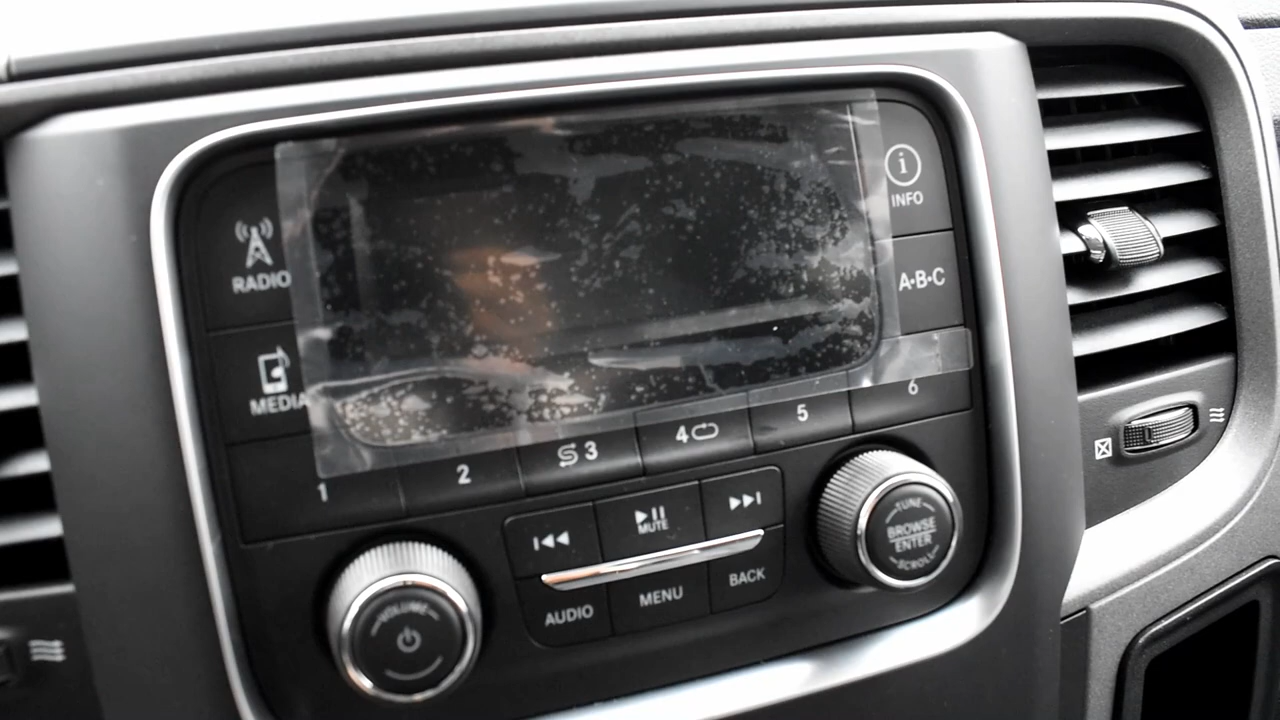 RADIO
MEDIA
i
INFO
A•B•C
1
2
3
4
5
6
MUTE
AUDIO
MENU
BACK
VOLUME
TUNE
BROWSE
ENTER
SCROLL